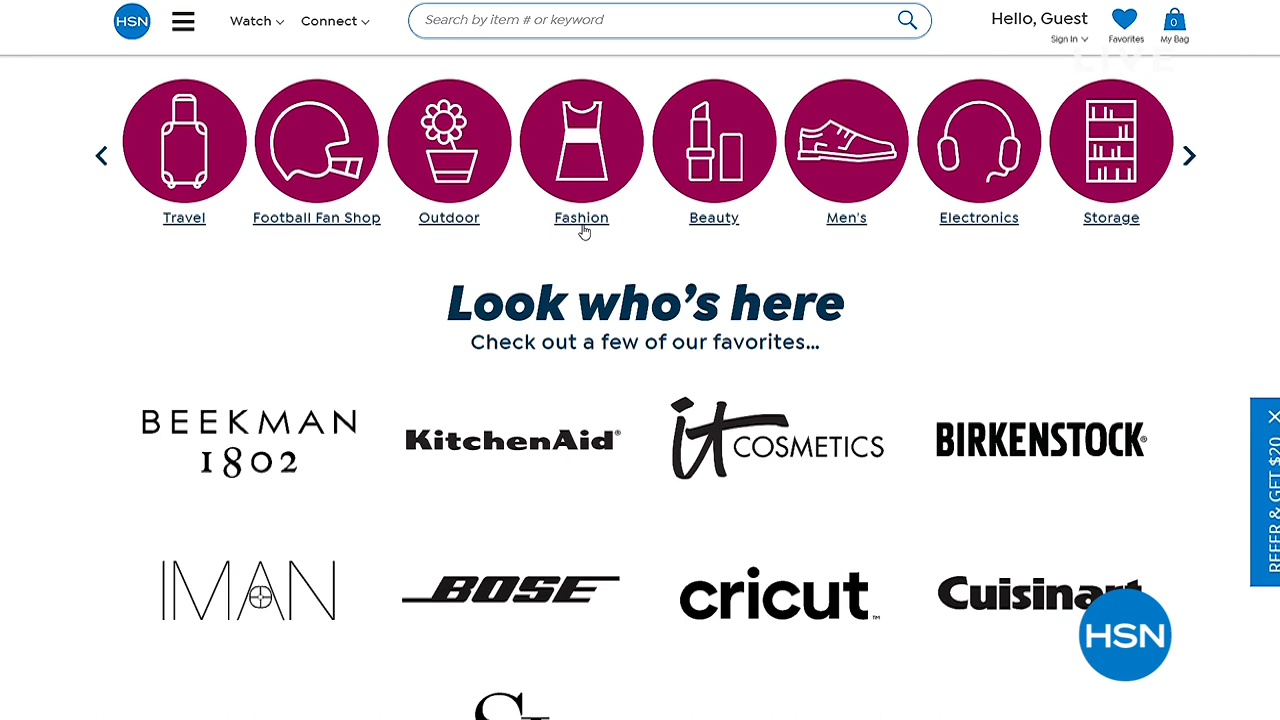 HSN
Watch
Connect
Search by item # or keyword
Hello, Guest
Sign In
Favorites
0
My Bag
LIVE
Travel
Football Fan Shop
Outdoor
Fashion
Beauty
Men's
Electronics
Storage
Look who's here
Check out a few of our favorites...
BEEKMAN
1802
KitchenAid®
it COSMETICS
BIRKENSTOCK®
IMAN
BOSE
cricut™
Cuisinart
REFER & GET $20
HSN